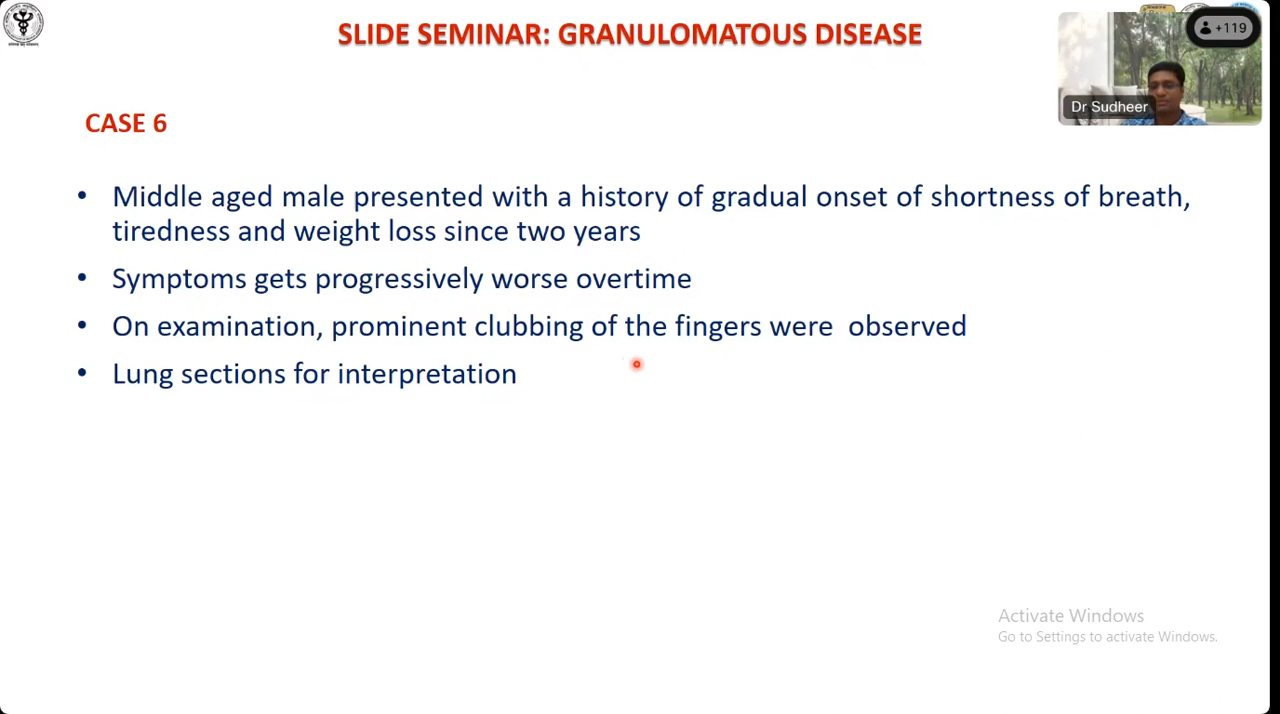 SLIDE SEMINAR: GRANULOMATOUS DISEASE
+119
Dr Sudheer
CASE 6
• Middle aged male presented with a history of gradual onset of shortness of breath,
tiredness and weight loss since two years
• Symptoms gets progressively worse overtime
• On examination, prominent clubbing of the fingers were observed
• Lung sections for interpretation
Activate Windows
Go to Settings to activate Windows.